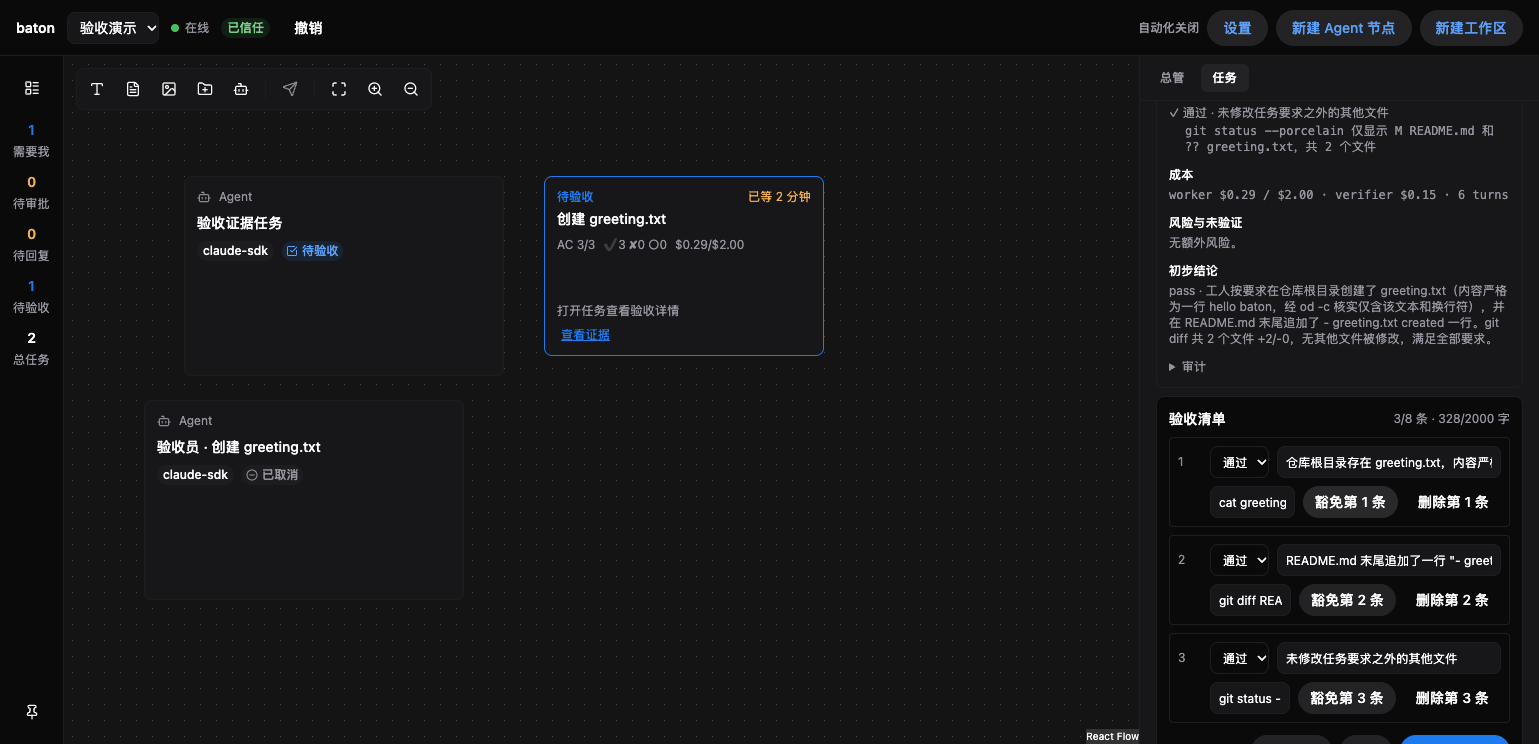 baton
验收演示
在线
已信任
撤销
自动化关闭
设置
新建 Agent 节点
新建工作区
1
需要我
0
待审批
0
待回复
1
待验收
2
总任务
Agent
验收证据任务
claude-sdk
待验收
待验收
已等 2 分钟
创建 greeting.txt
AC 3/3 ✓3 ✘0 ○0 $0.29/$2.00
打开任务查看验收详情
查看证据
Agent
验收员 · 创建 greeting.txt
claude-sdk
已取消
React Flow
总管
任务
✓ 通过 · 未修改任务要求之外的其他文件
git status --porcelain 仅显示 M README.md 和
?? greeting.txt，共 2 个文件
成本
worker $0.29 / $2.00 · verifier $0.15 · 6 turns
风险与未验证
无额外风险。
初步结论
pass · 工人按要求在仓库根目录创建了 greeting.txt（内容严格
为一行 hello baton，经 od -c 核实仅含该文本和换行符），并
在 README.md 末尾追加了 - greeting.txt created 一行。git
diff 共 2 个文件 +2/-0，无其他文件被修改，满足全部要求。
审计
验收清单
3/8 条 · 328/2000 字
1
通过
仓库根目录存在 greeting.txt，内容严
cat greeting
豁免第 1 条
删除第 1 条
2
通过
README.md 末尾追加了一行 "- greet
git diff REA
豁免第 2 条
删除第 2 条
3
通过
未修改任务要求之外的其他文件
git status -
豁免第 3 条
删除第 3 条